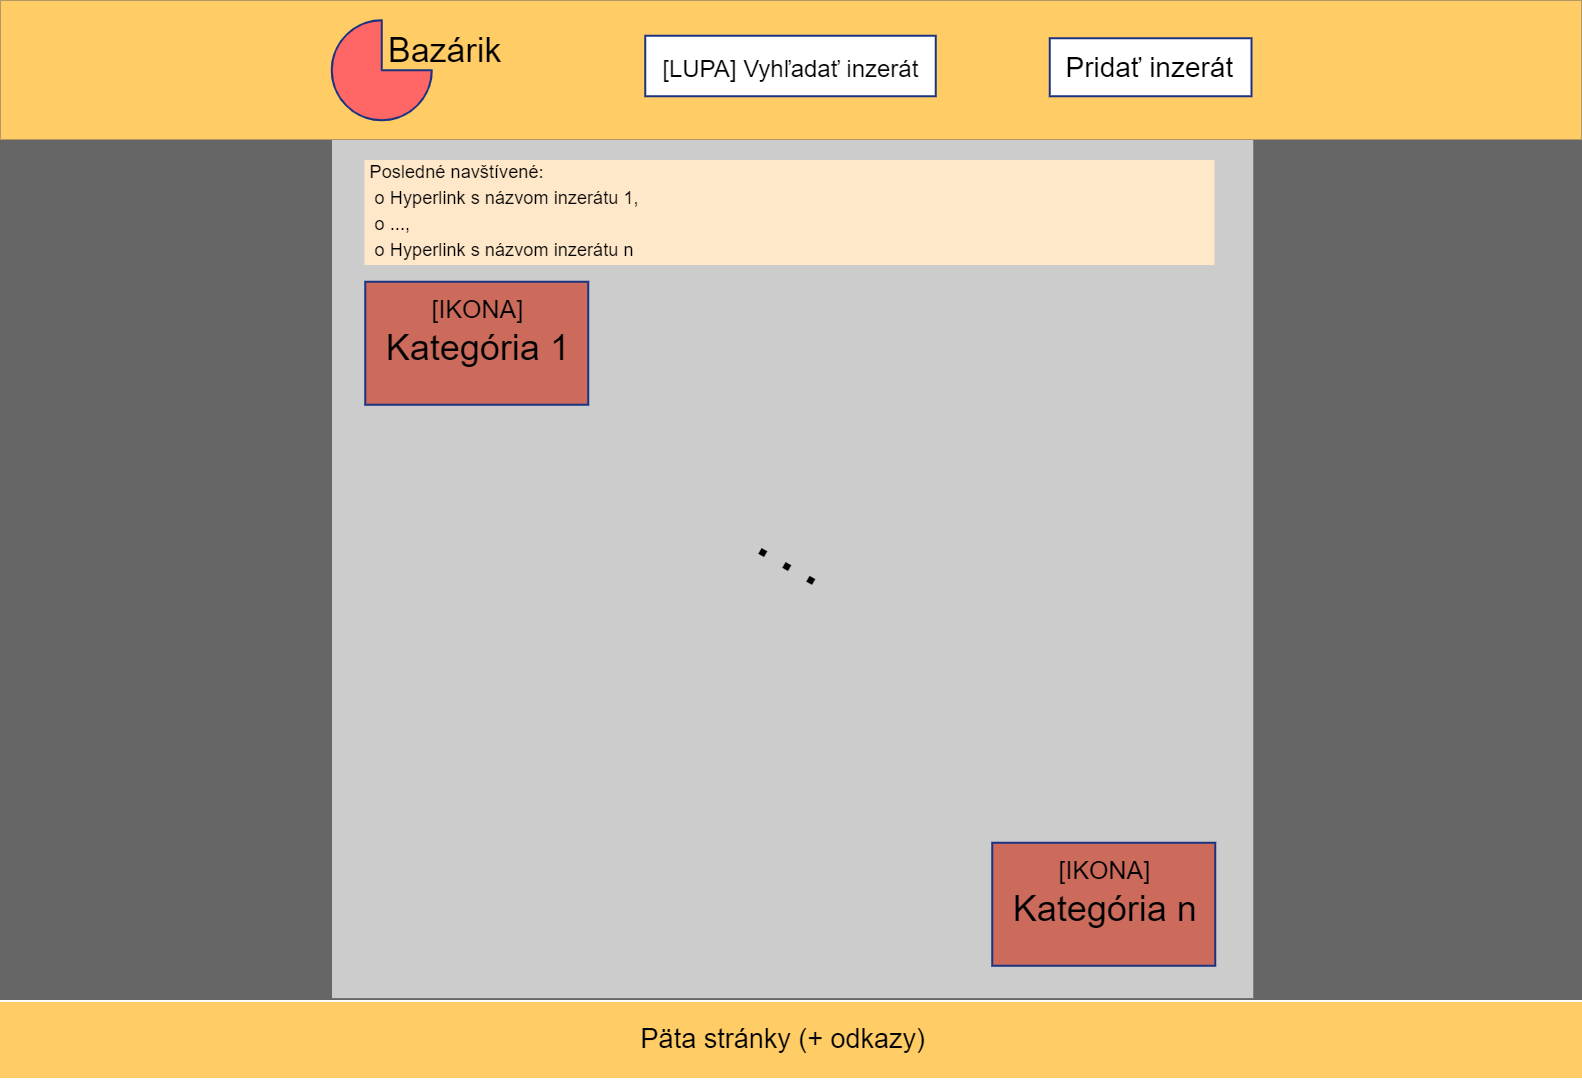 Bazárik
[LUPA] Vyhľadať inzerát
Pridať inzerát
Posledné navštívené:
o Hyperlink s názvom inzerátu 1,
o ...,
o Hyperlink s názvom inzerátu n
[IKONA]
Kategória 1
...
[IKONA]
Kategória n
Päta stránky (+ odkazy)